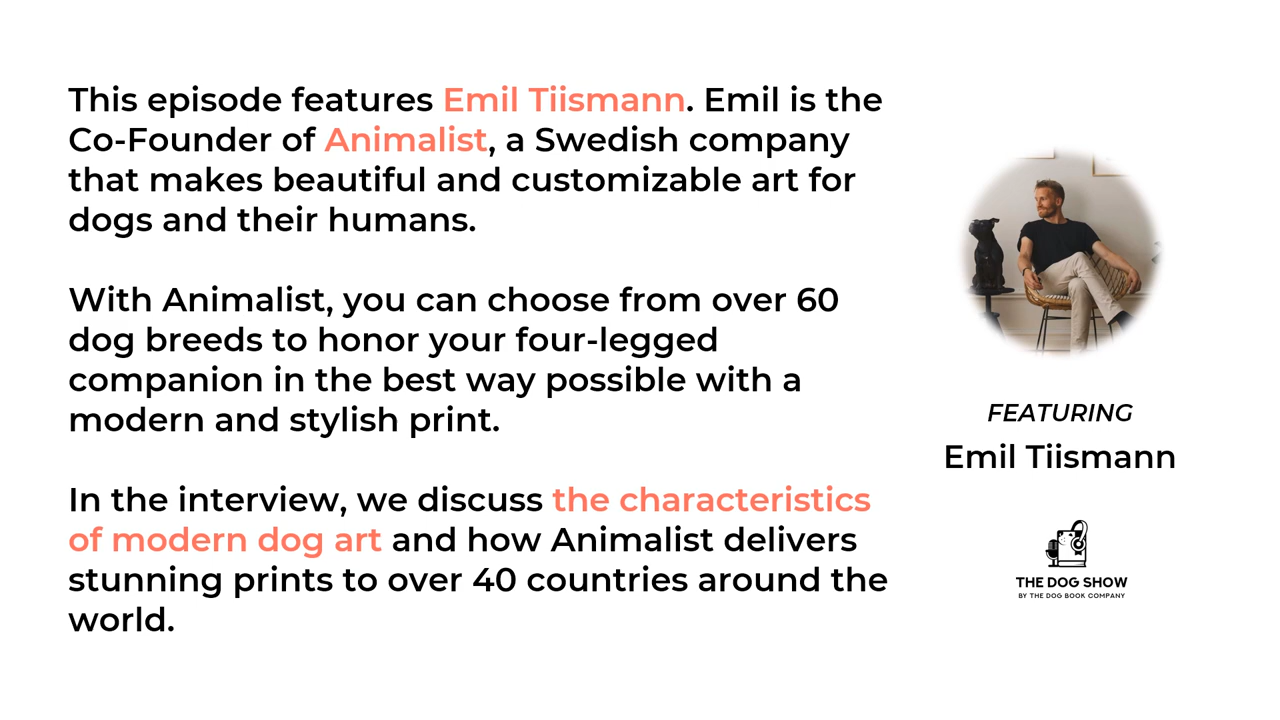 This episode features Emil Tiismann. Emil is the
Co-Founder of Animalist, a Swedish company
that makes beautiful and customizable art for
dogs and their humans.
With Animalist, you can choose from over 60
dog breeds to honor your four-legged
companion in the best way possible with a
modern and stylish print.
In the interview, we discuss the characteristics
of modern dog art and how Animalist delivers
stunning prints to over 40 countries around the
world.
FEATURING
Emil Tiismann
THE DOG SHOW
BY THE DOG BOOK COMPANY